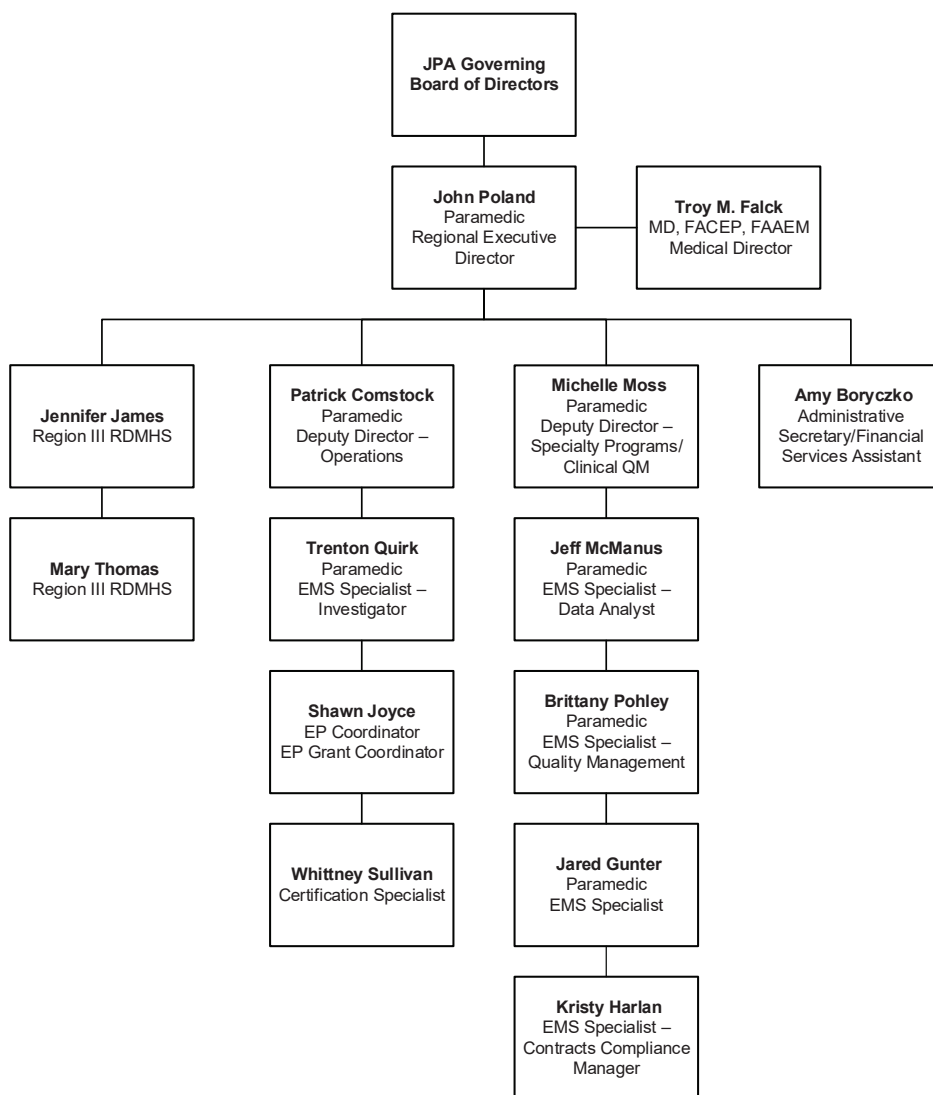 JPA Governing
Board of Directors
John Poland
Paramedic
Regional Executive
Director
Troy M. Falck
MD, FACEP, FAAEM
Medical Director
Jennifer James
Region III RDMHS
Patrick Comstock
Paramedic
Deputy Director –
Operations
Michelle Moss
Paramedic
Deputy Director –
Specialty Programs/
Clinical QM
Amy Boryczko
Administrative
Secretary/Financial
Services Assistant
Mary Thomas
Region III RDMHS
Trenton Quirk
Paramedic
EMS Specialist –
Investigator
Jeff McManus
Paramedic
EMS Specialist –
Data Analyst
Shawn Joyce
EP Coordinator
EP Grant Coordinator
Brittany Pohley
Paramedic
EMS Specialist –
Quality Management
Whittney Sullivan
Certification Specialist
Jared Gunter
Paramedic
EMS Specialist
Kristy Harlan
EMS Specialist –
Contracts Compliance
Manager